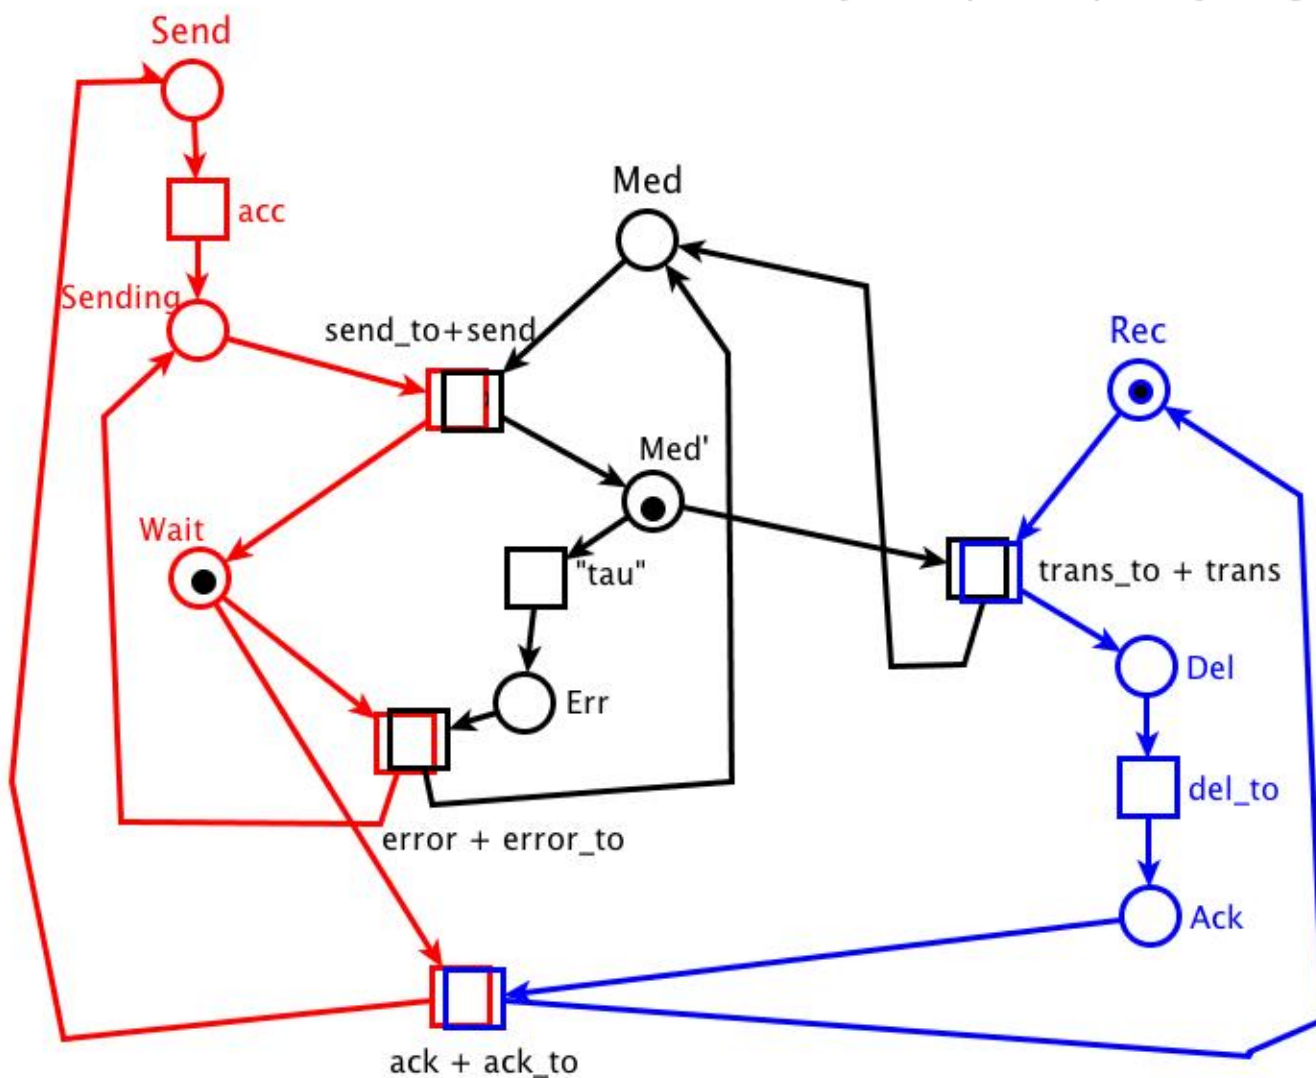 Send
acc
Med
Sending
send_to+send
Rec
Med'
Wait
"tau"
trans_to + trans
Del
Err
del_to
error + error_to
Ack
ack + ack_to